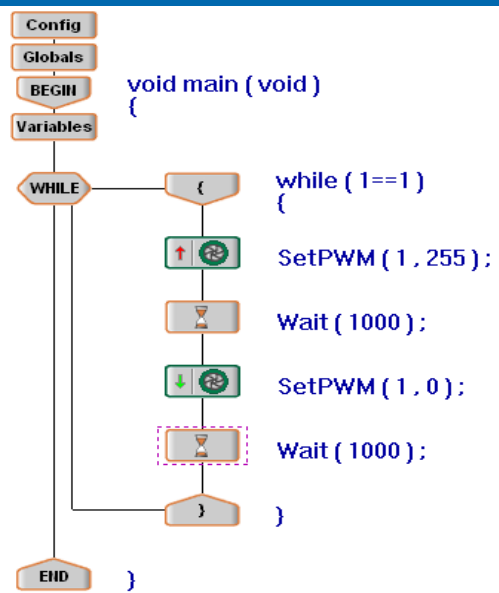 Config
Globals
BEGIN void main ( void )
{
Variables
WHILE { while ( 1==1 )
{
SetPWM ( 1 , 255 ) ;
Wait ( 1000 ) ;
SetPWM ( 1 , 0 ) ;
Wait ( 1000 ) ;
} }
END }